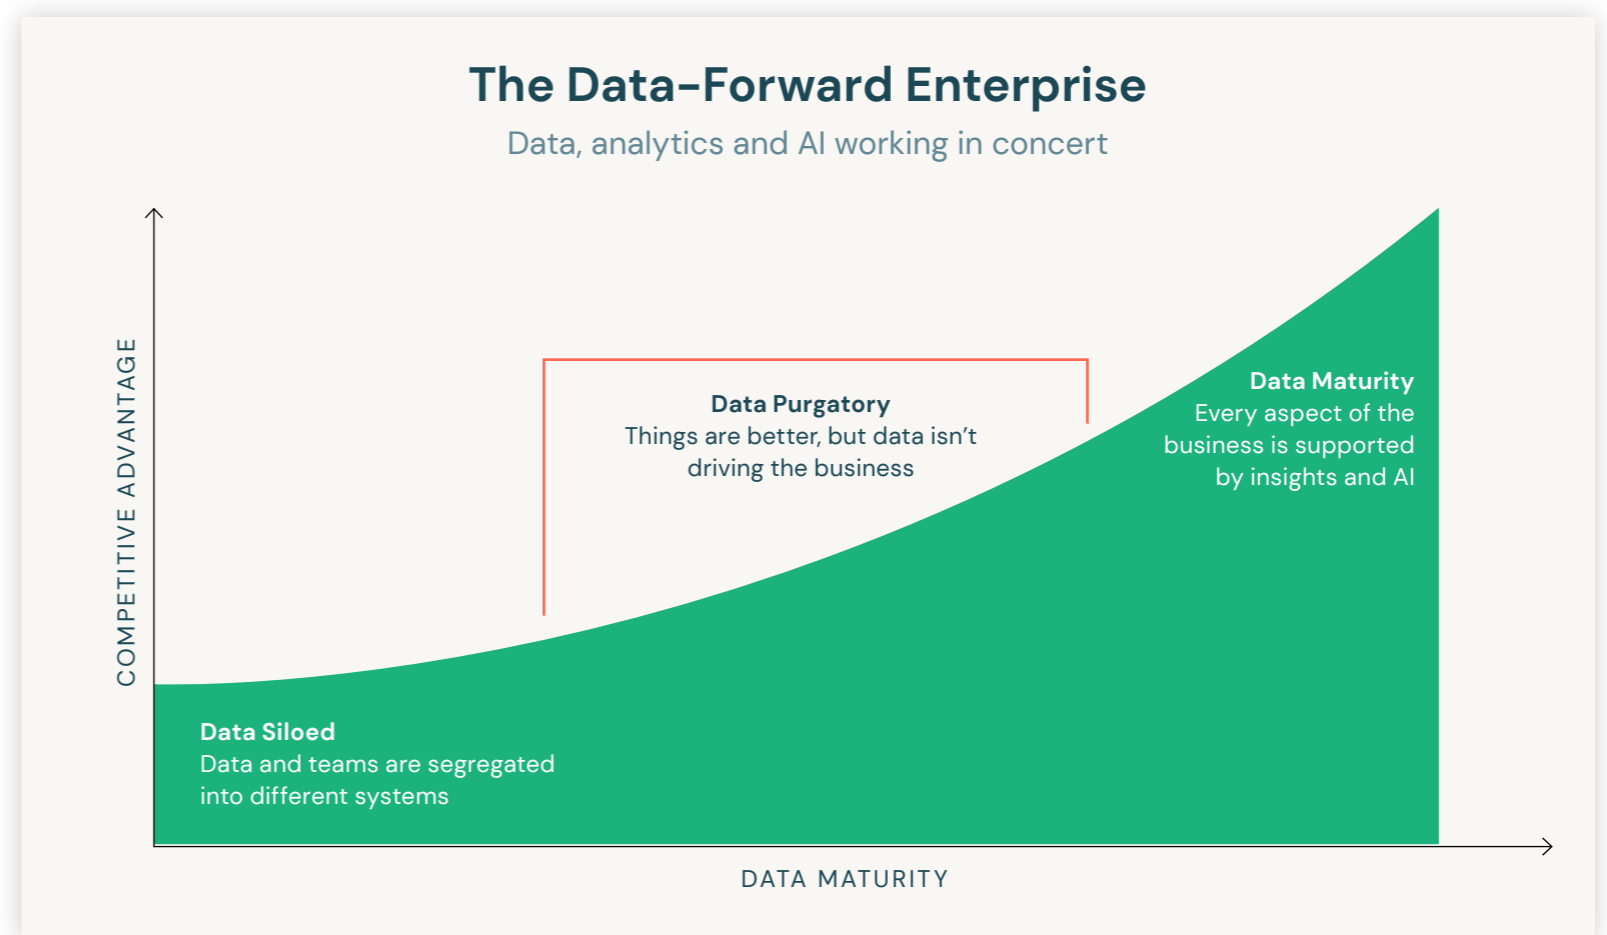 The Data-Forward Enterprise
Data, analytics and AI working in concert
COMPETITIVE ADVANTAGE
Data Purgatory
Things are better, but data isn’t
driving the business
Data Maturity
Every aspect of the
business is supported
by insights and AI
Data Siloed
Data and teams are segregated
into different systems
DATA MATURITY